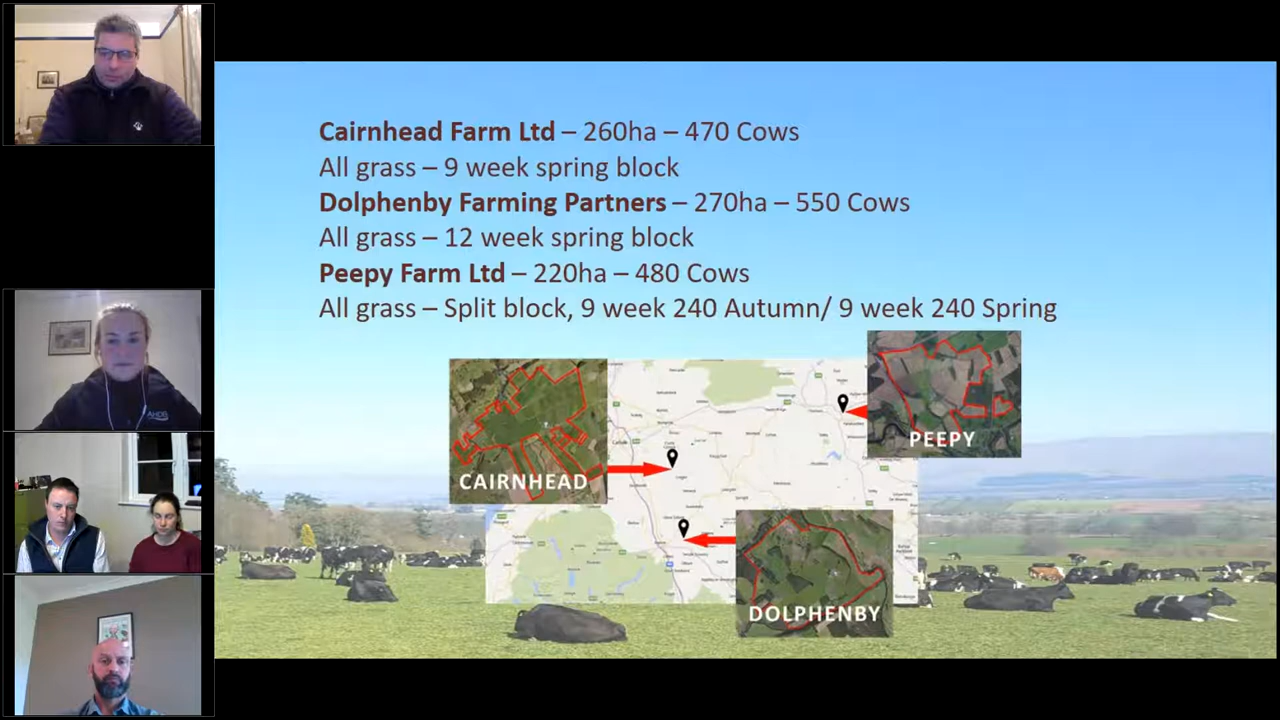 Cairnhead Farm Ltd – 260ha – 470 Cows
All grass – 9 week spring block
Dolphenby Farming Partners – 270ha – 550 Cows
All grass – 12 week spring block
Peepy Farm Ltd – 220ha – 480 Cows
All grass – Split block, 9 week 240 Autumn/ 9 week 240 Spring
PEEPY
CAIRNHEAD
DOLPHENBY
AHDB